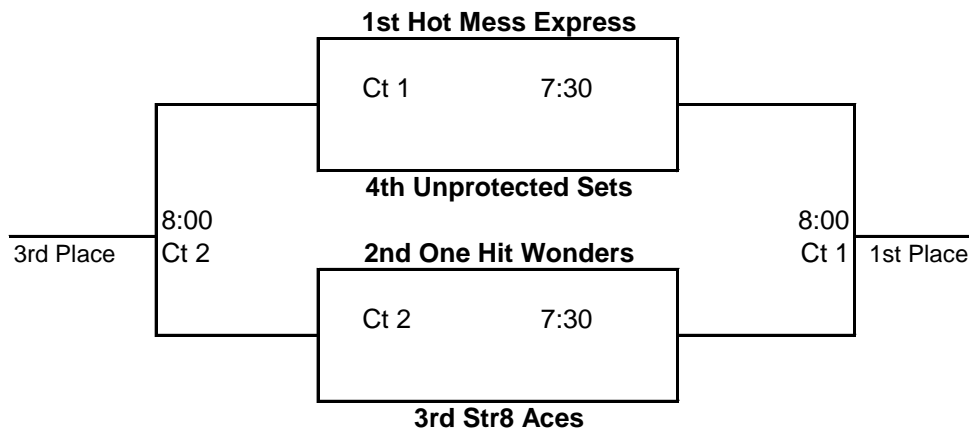 1st Hot Mess Express
Ct 1 7:30
4th Unprotected Sets
8:00
3rd Place Ct 2
2nd One Hit Wonders
8:00
Ct 1 1st Place
Ct 2 7:30
3rd Str8 Aces